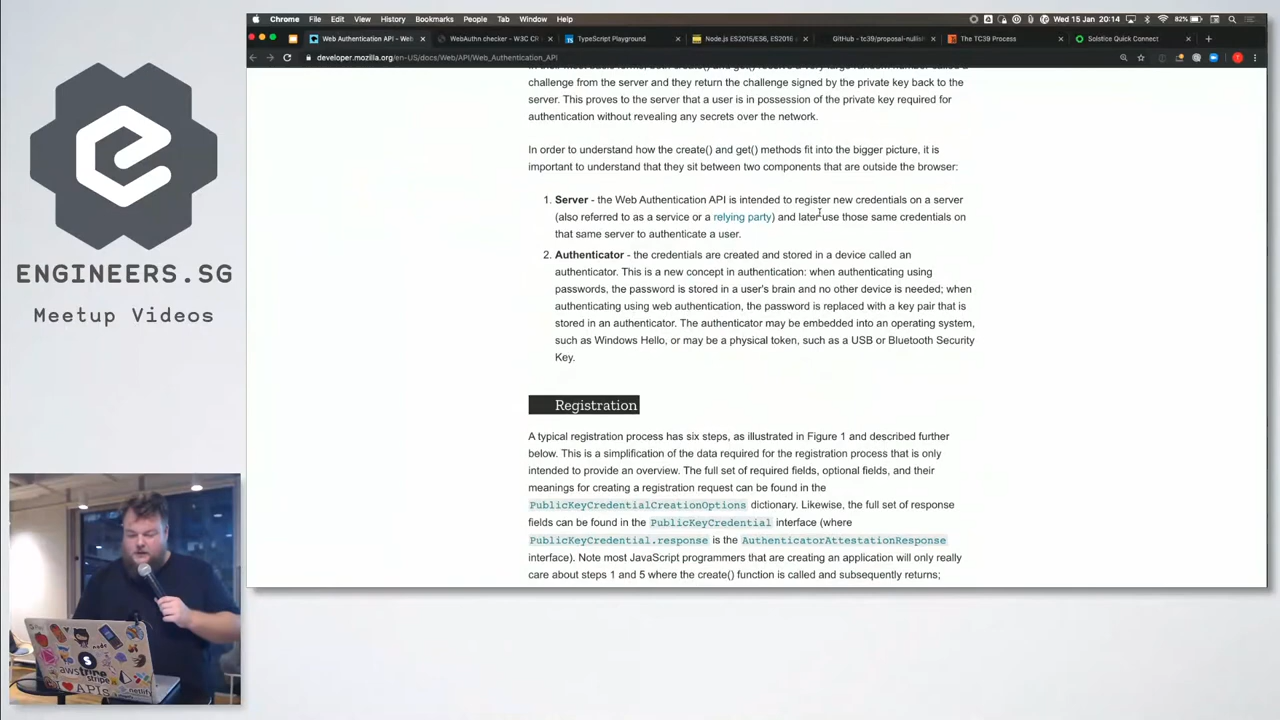 Chrome File Edit View History Bookmarks People Tab Window Help
Wed 15 Jan 20:14
82%
Web Authentication API - Web
WebAuthn checker - W3C CR
TypeScript Playground
Node.js ES2015/ES6, ES2016
GitHub - tc39/proposal-nullish
The TC39 Process
Solstice Quick Connect
developer.mozilla.org/en-US/docs/Web/API/Web_Authentication_API
challenge from the server and they return the challenge signed by the private key back to the
server. This proves to the server that a user is in possession of the private key required for
authentication without revealing any secrets over the network.
In order to understand how the create() and get() methods fit into the bigger picture, it is
important to understand that they sit between two components that are outside the browser:
1. Server - the Web Authentication API is intended to register new credentials on a server
(also referred to as a service or a relying party) and later use those same credentials on
that same server to authenticate a user.
2. Authenticator - the credentials are created and stored in a device called an
authenticator. This is a new concept in authentication: when authenticating using
passwords, the password is stored in a user's brain and no other device is needed; when
authenticating using web authentication, the password is replaced with a key pair that is
stored in an authenticator. The authenticator may be embedded into an operating system,
such as Windows Hello, or may be a physical token, such as a USB or Bluetooth Security
Key.
Registration
A typical registration process has six steps, as illustrated in Figure 1 and described further
below. This is a simplification of the data required for the registration process that is only
intended to provide an overview. The full set of required fields, optional fields, and their
meanings for creating a registration request can be found in the
PublicKeyCredentialCreationOptions dictionary. Likewise, the full set of response
fields can be found in the PublicKeyCredential interface (where
PublicKeyCredential.response is the AuthenticatorAttestationResponse
interface). Note most JavaScript programmers that are creating an application will only really
care about steps 1 and 5 where the create() function is called and subsequently returns;
ENGINEERS.SG
Meetup Videos
node
aws
stripe
stripe
S
I APIs
netlify